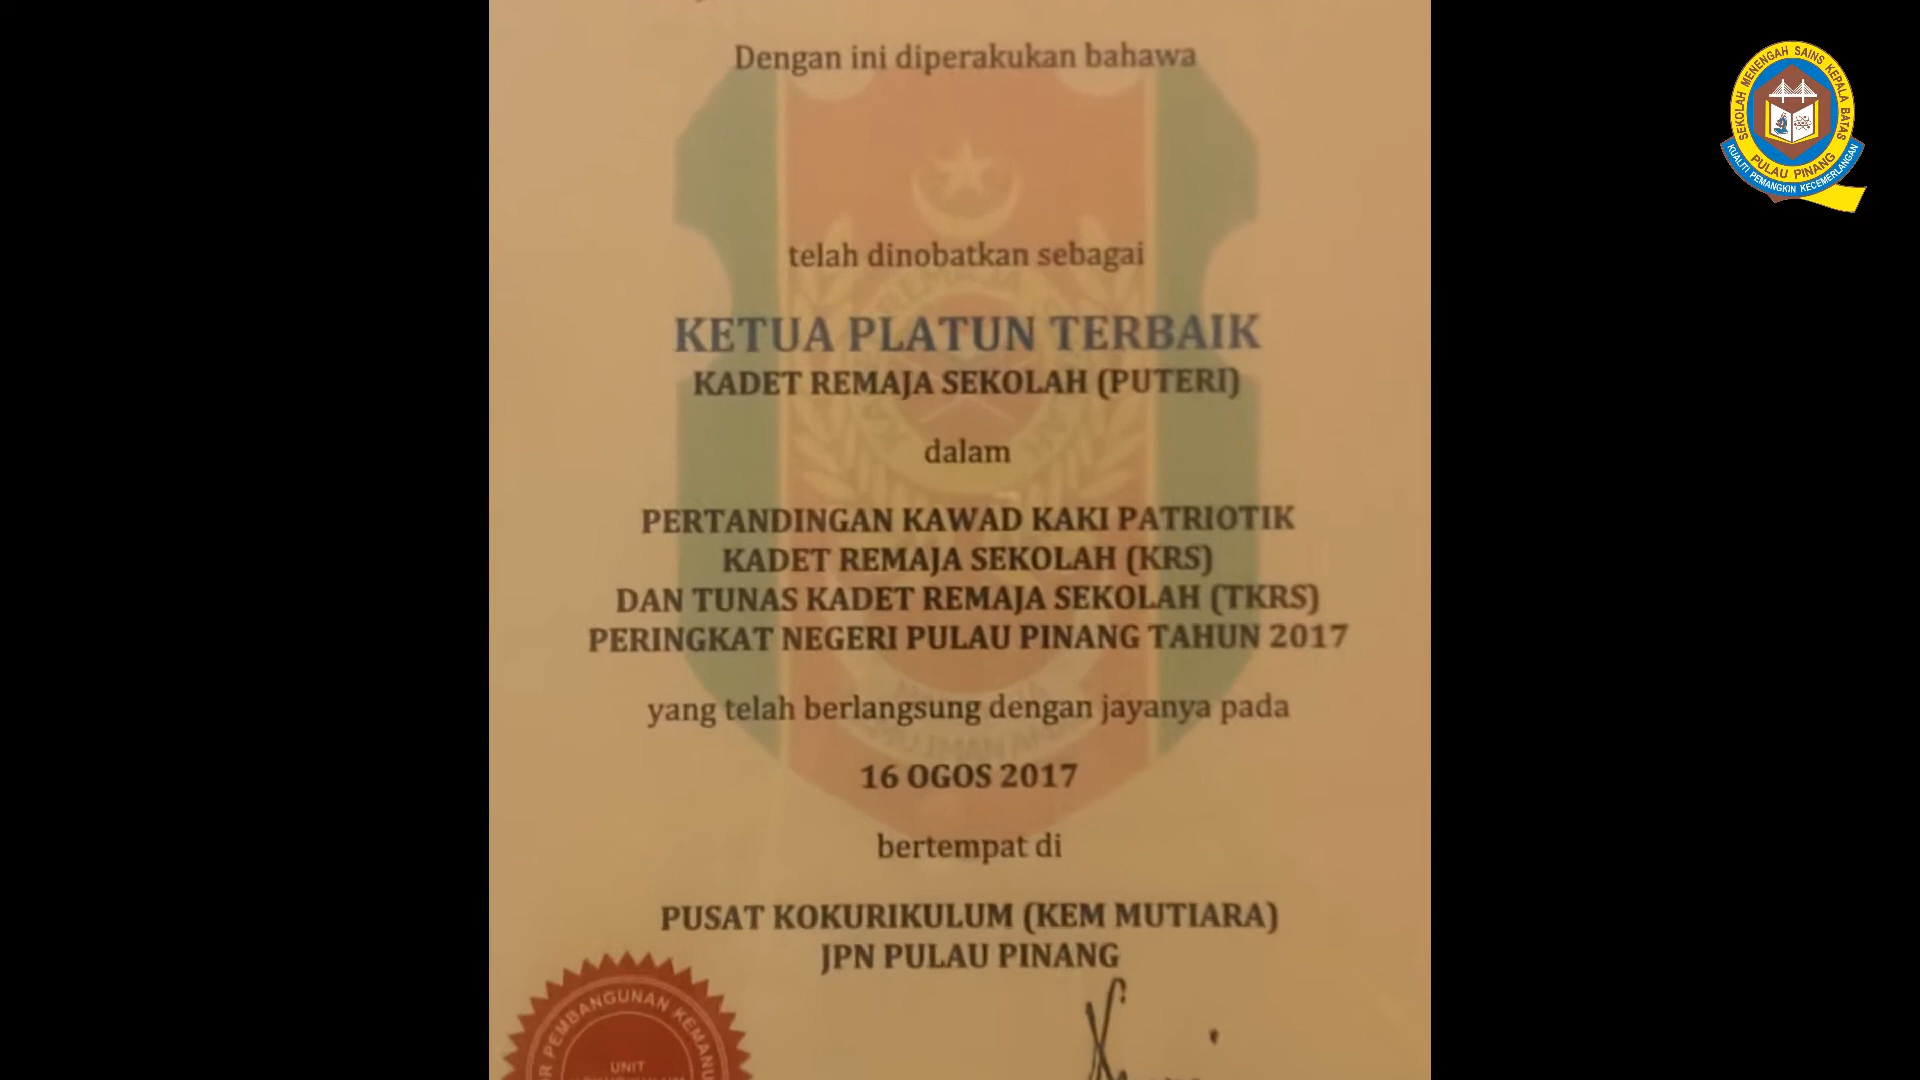 Dengan ini diperakukan bahawa
telah dinobatkan sebagai
KETUA PLATUN TERBAIK
KADET REMAJA SEKOLAH (PUTERI)
dalam
PERTANDINGAN KAWAD KAKI PATRIOTIK
KADET REMAJA SEKOLAH (KRS)
DAN TUNAS KADET REMAJA SEKOLAH (TKRS)
PERINGKAT NEGERI PULAU PINANG TAHUN 2017
yang telah berlangsung dengan jayanya pada
16 OGOS 2017
bertempat di
PUSAT KOKURIKULUM (KEM MUTIARA)
JPN PULAU PINANG
PEMBANGUNAN
UNIT
SEKOLAH MENENGAH SAINS KEPALA BATAS
PULAU PINANG
KUALITI PEMANGKIN KECEMERLANGAN